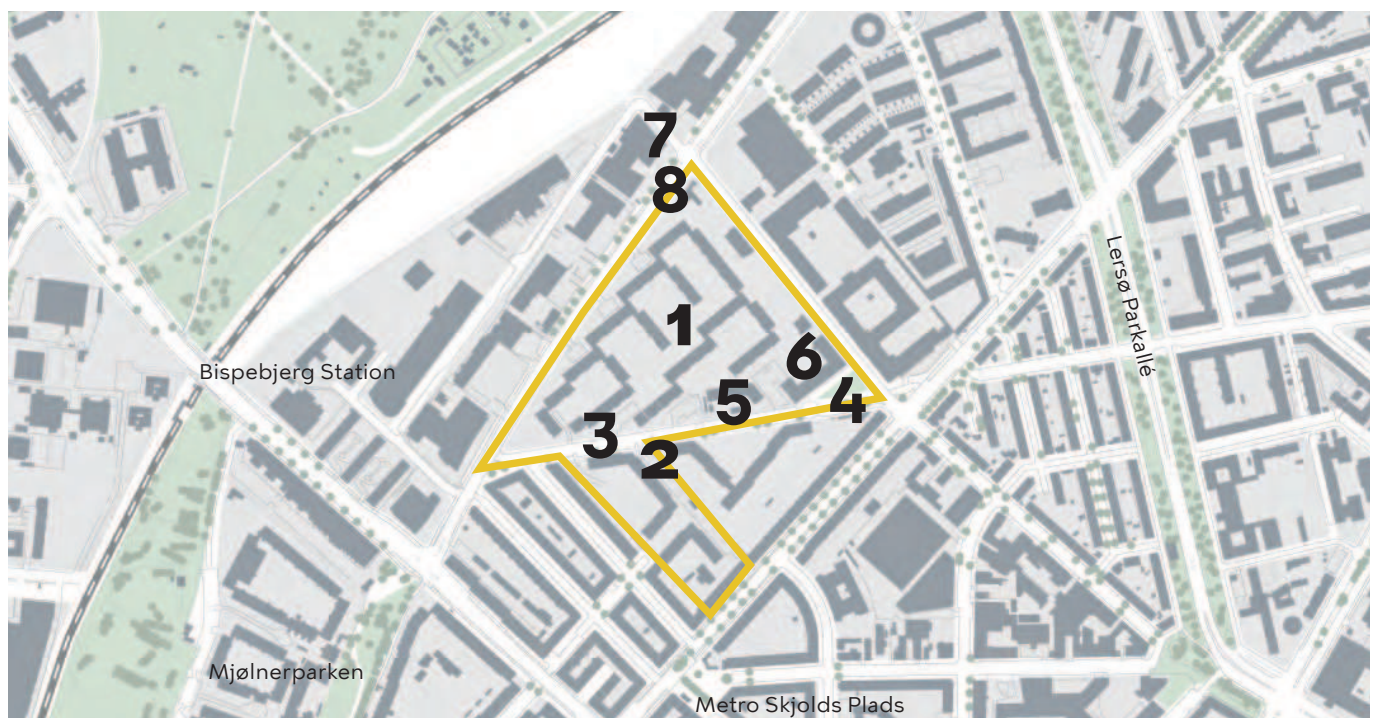 7
8
Lersø Parkallé
1
6
Bispebjerg Station
5
4
3
2
Mjølnerparken
Metro Skjolds Plads